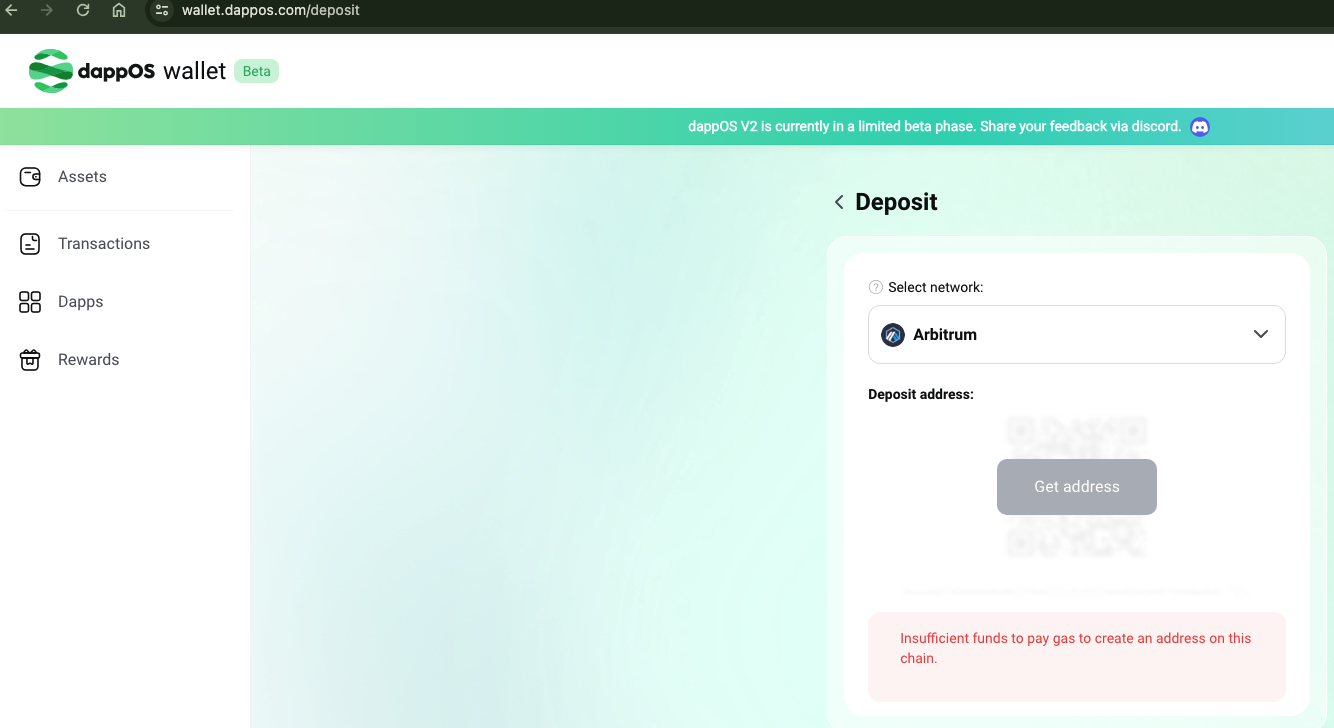 wallet.dappos.com/deposit
dappOS wallet Beta
dappOS V2 is currently in a limited beta phase. Share your feedback via discord.
Assets
Transactions
Dapps
Rewards
Deposit
? Select network:
Arbitrum
Deposit address:
Get address
Insufficient funds to pay gas to create an address on this
chain.